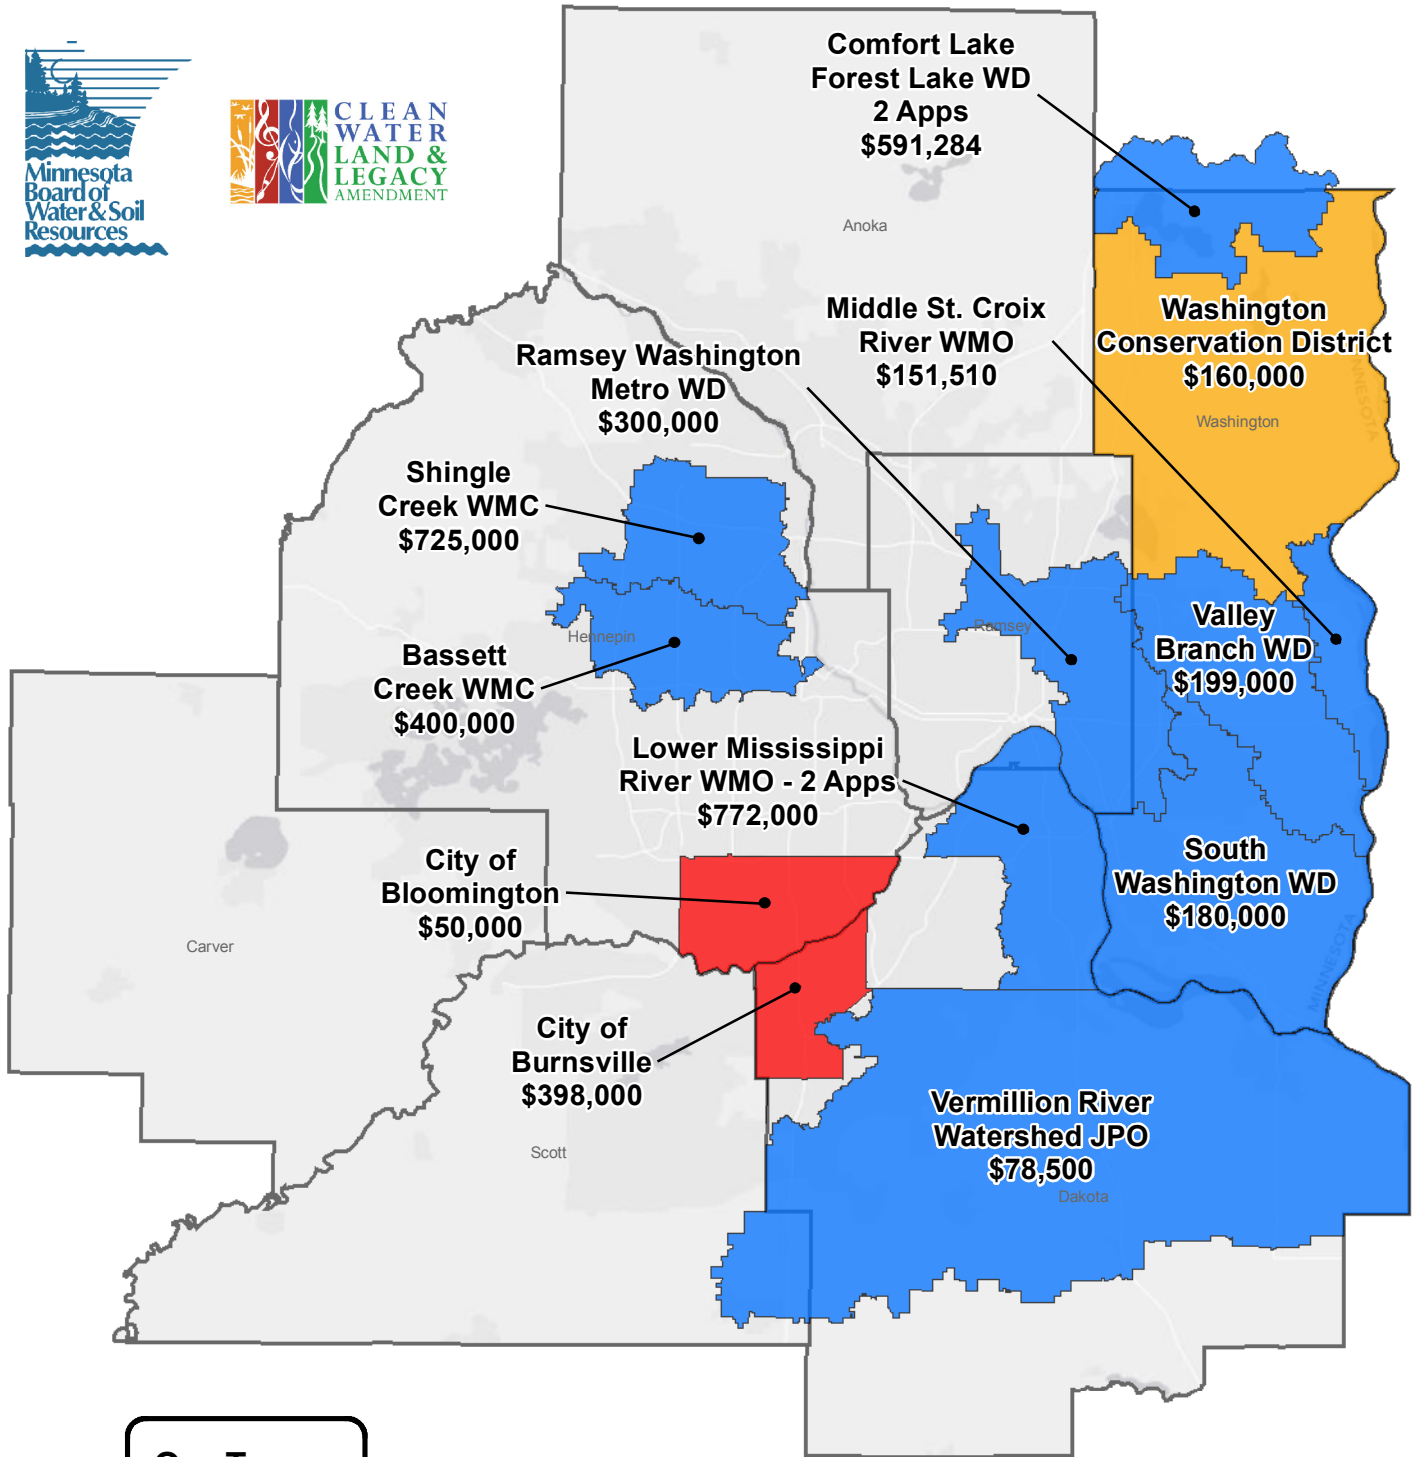 Minnesota
Board of
Water & Soil
Resources
CLEAN
WATER
LAND &
LEGACY
AMENDMENT
Comfort Lake
Forest Lake WD
2 Apps
$591,284
Anoka
Middle St. Croix
River WMO
$151,510
Washington
Conservation District
$160,000
Washington
MINNESOTA
Ramsey Washington
Metro WD
$300,000
Shingle
Creek WMC
$725,000
Hennepin
Ramsey
Valley
Branch WD
$199,000
Bassett
Creek WMC
$400,000
Lower Mississippi
River WMO - 2 Apps
$772,000
City of
Bloomington
$50,000
South
Washington WD
$180,000
MINNESOTA
Carver
City of
Burnsville
$398,000
Scott
Vermillion River
Watershed JPO
$78,500
Dakota